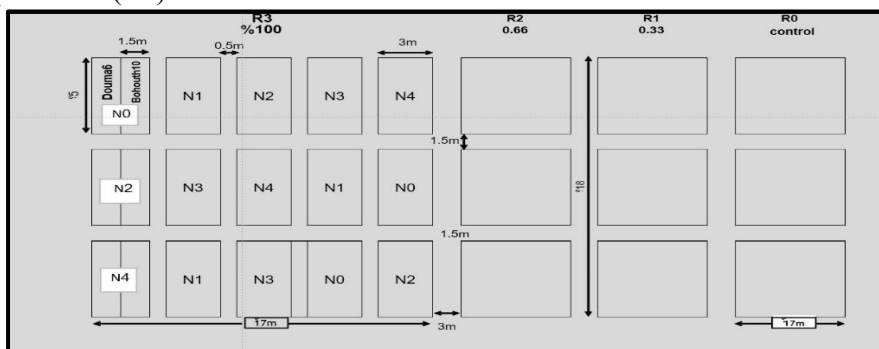 R3 R2 R1 R0
%100 0.66 0.33 control
1.5m 0.5m 3m
Douma6 Bohouth10
N0 N1 N2 N3 N4
1.5m
N2 N3 N4 N1 N0
1.5m
N4 N1 N3 N0 N2
17m 3m 17m